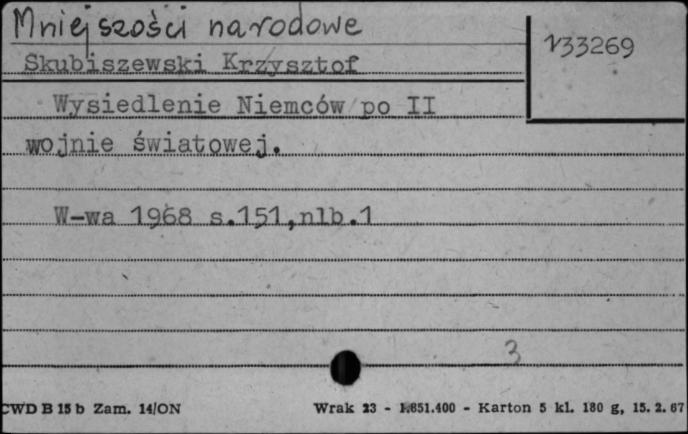 Mniejszości narodowe
133269
Skubiszewski Krzysztof
Wysiedlenie Niemców po II
wojnie światowej.
W-wa 1968 s.151,nlb.1
3
CWD B 15 b Zam. 14/ON Wrak 23 - 1.651.400 - Karton 5 kl. 180 g, 15. 2. 67